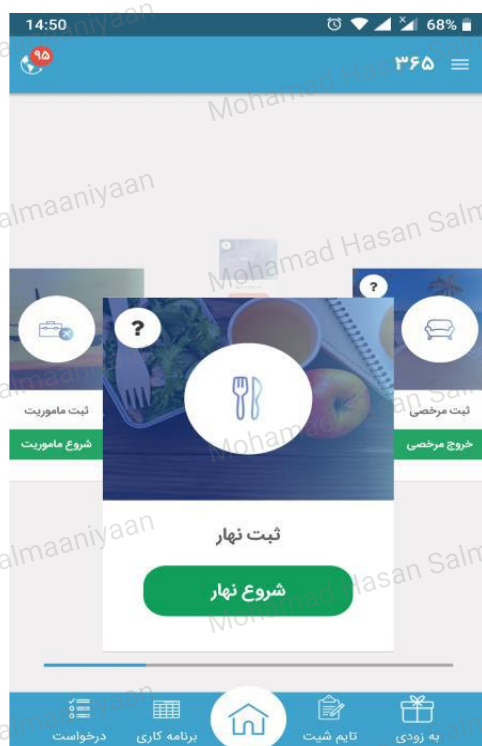 14:50
68%
۹۵
۳۶۵
?
?
ثبت ماموریت
ثبت مرخصی
شروع ماموریت
خروج مرخصی
ثبت نهار
شروع نهار
به زودی
تایم شیت
برنامه کاری
درخواست
Mohamad Hasan Salmaaniyaan